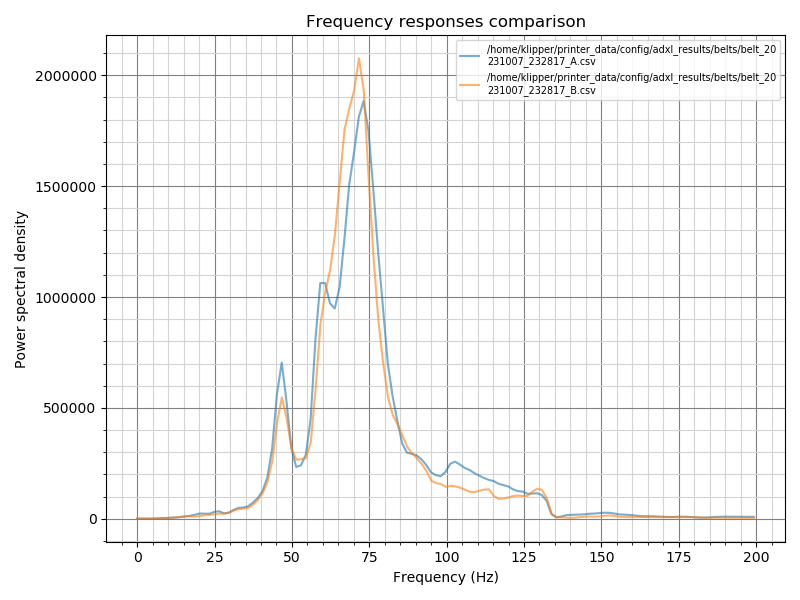 Frequency responses comparison
/home/klipper/printer_data/config/adxl_results/belts/belt_20
231007_232817_A.csv
/home/klipper/printer_data/config/adxl_results/belts/belt_20
231007_232817_B.csv
2000000
1500000
1000000
500000
0
Power spectral density
0 25 50 75 100 125 150 175 200
Frequency (Hz)